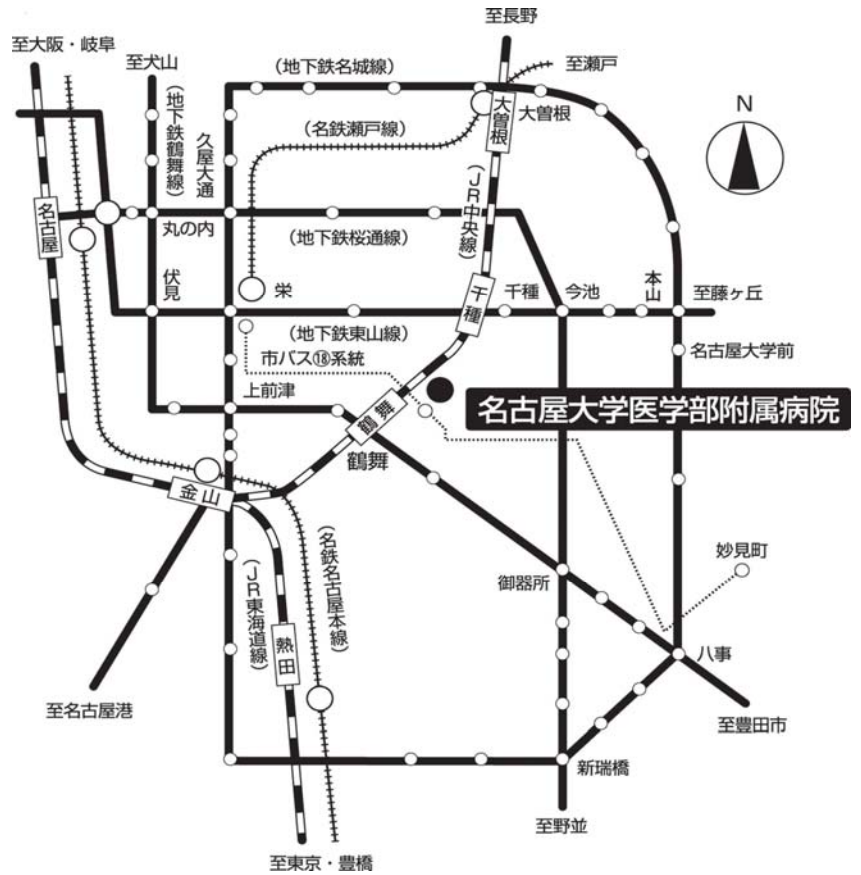 至長野
至大阪・岐阜
至犬山
(地下鉄名城線)
至瀬戸
大曽根
大曽根
N
(地下鉄鶴舞線)
久屋大通
(名鉄瀬戸線)
(JR中央線)
名古屋
丸の内
(地下鉄桜通線)
伏見
栄
千種
千種
今池
本山
至藤ヶ丘
(地下鉄東山線)
市バス⑱系統
名古屋大学前
上前津
名古屋大学医学部附属病院
鶴舞
鶴舞
金山
(名鉄名古屋本線)
(JR東海道線)
熱田
妙見町
御器所
八事
至名古屋港
至豊田市
新瑞橋
至野並
至東京・豊橋